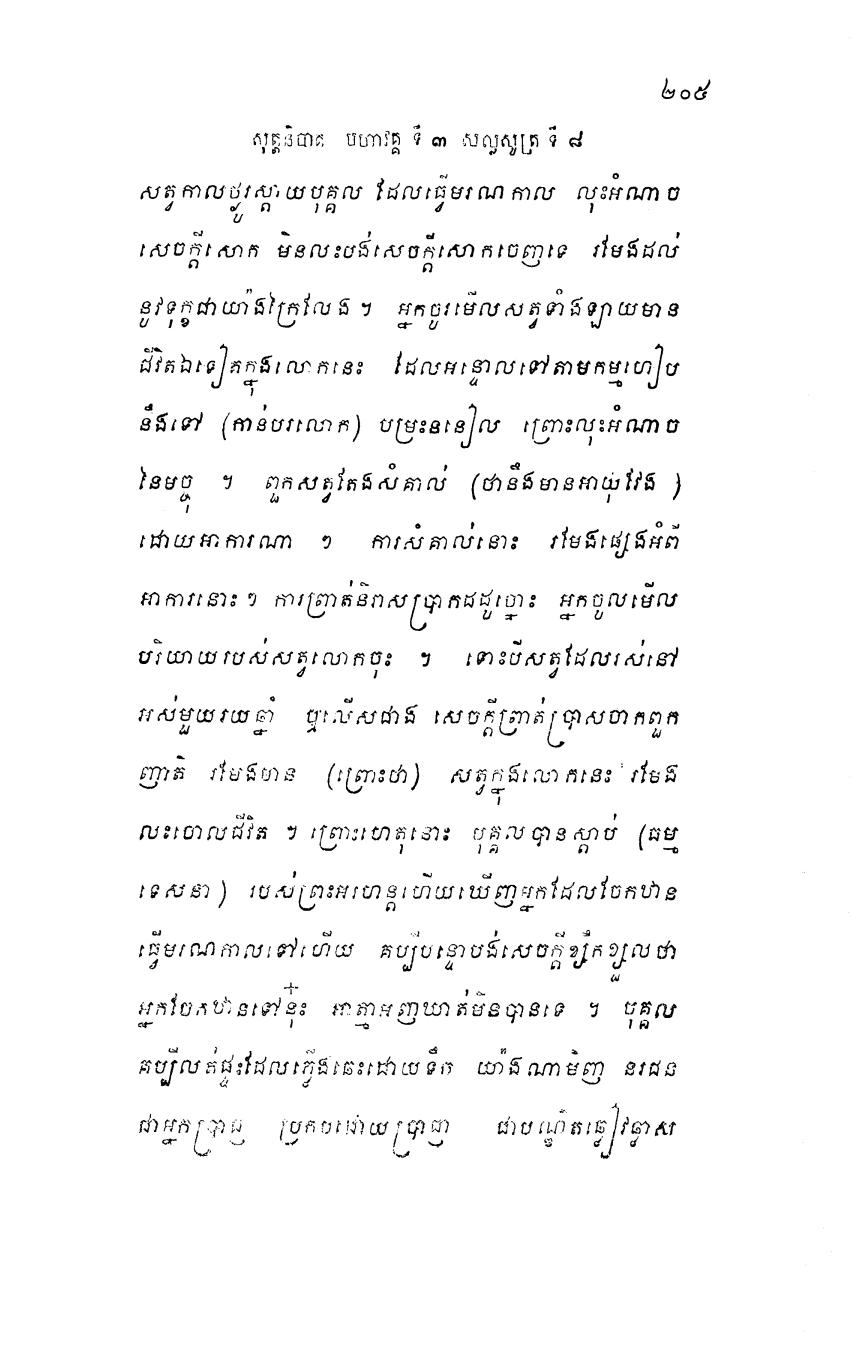 ២០៥
សុត្តនិបាត មហាវគ្គ ទី ៣ សល្លសូត្រ ទី ៨
សត្វកាលថ្ងូរស្តាយបុគ្គល ដែលធ្វើមរណកាល លុះអំណាច
សេចក្តីសោក មិនលះបង់សេចក្តីសោកចេញទេ រមែងដល់
នូវទុក្ខជាយ៉ាងក្រៃលែង ។ អ្នកចូរមើលសត្វទាំងឡាយមាន
ជីវិតឯទៀតក្នុងលោកនេះ ដែលអន្ទោលទៅតាមកម្មហៀប
នឹងទៅ (កាន់បរលោក) បម្រះននៀល ព្រោះលុះអំណាច
នៃមច្ចុ ។ ពួកសត្វតែងសំគាល់ (ថានឹងមានអាយុវែង )
ដោយអាការណា ៗ ការសំគាល់នោះ រមែងផ្សេងអំពី
អាការនោះ ៗ ការព្រាត់និរាសប្រាកដដូច្នោះ អ្នកចូលមើល
បរិយាយរបស់សត្វលោកចុះ ។ ទោះបីសត្វដែលរស់នៅ
អស់មួយរយឆ្នាំ ឬលើសជាង សេចក្តីព្រាត់ប្រាសចាកពួក
ញាតិ រមែងមាន (ព្រោះថា) សត្វក្នុងលោកនេះ រមែង
លះចោលជីវិត ។ ព្រោះហេតុនោះ បុគ្គលបានស្តាប់ (ធម្ម
ទេសនា) របស់ព្រះអរហន្តហើយឃើញអ្នកដែលចែកឋាន
ធ្វើមរណកាលទៅហើយ គប្បីបន្ទោបង់សេចក្តីខ្សឹកខ្សួលថា
អ្នកចែកឋានទៅនុ៎ះ អាត្មាអញឃាត់មិនបានទេ ។ បុគ្គល
គប្បីលត់ផ្ទះដែលភ្លើងឆេះដោយទឹក យ៉ាងណាមិញ នរជន
ជាអ្នកប្រាជ្ញ ប្រកបដោយប្រាជ្ញា ជាបណ្ឌិតឆ្លៀវឆ្លាស